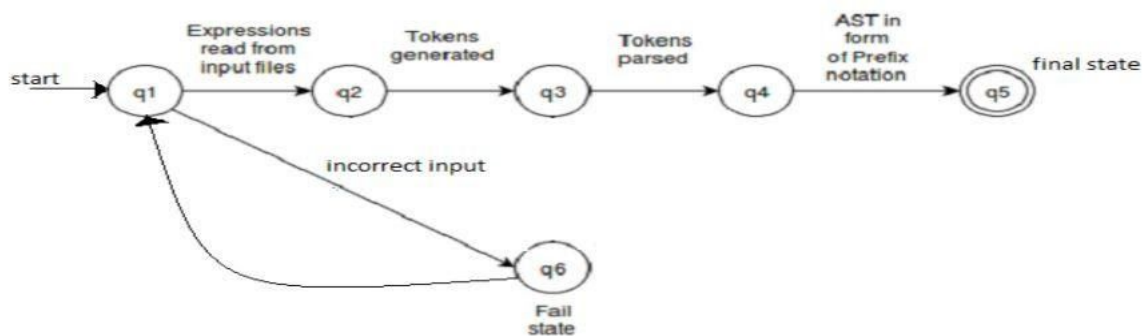 start
q1
Expressions
read from
input files
q2
Tokens
generated
q3
Tokens
parsed
q4
AST in
form
of Prefix
notation
q5
final state
incorrect input
q6
Fail
state